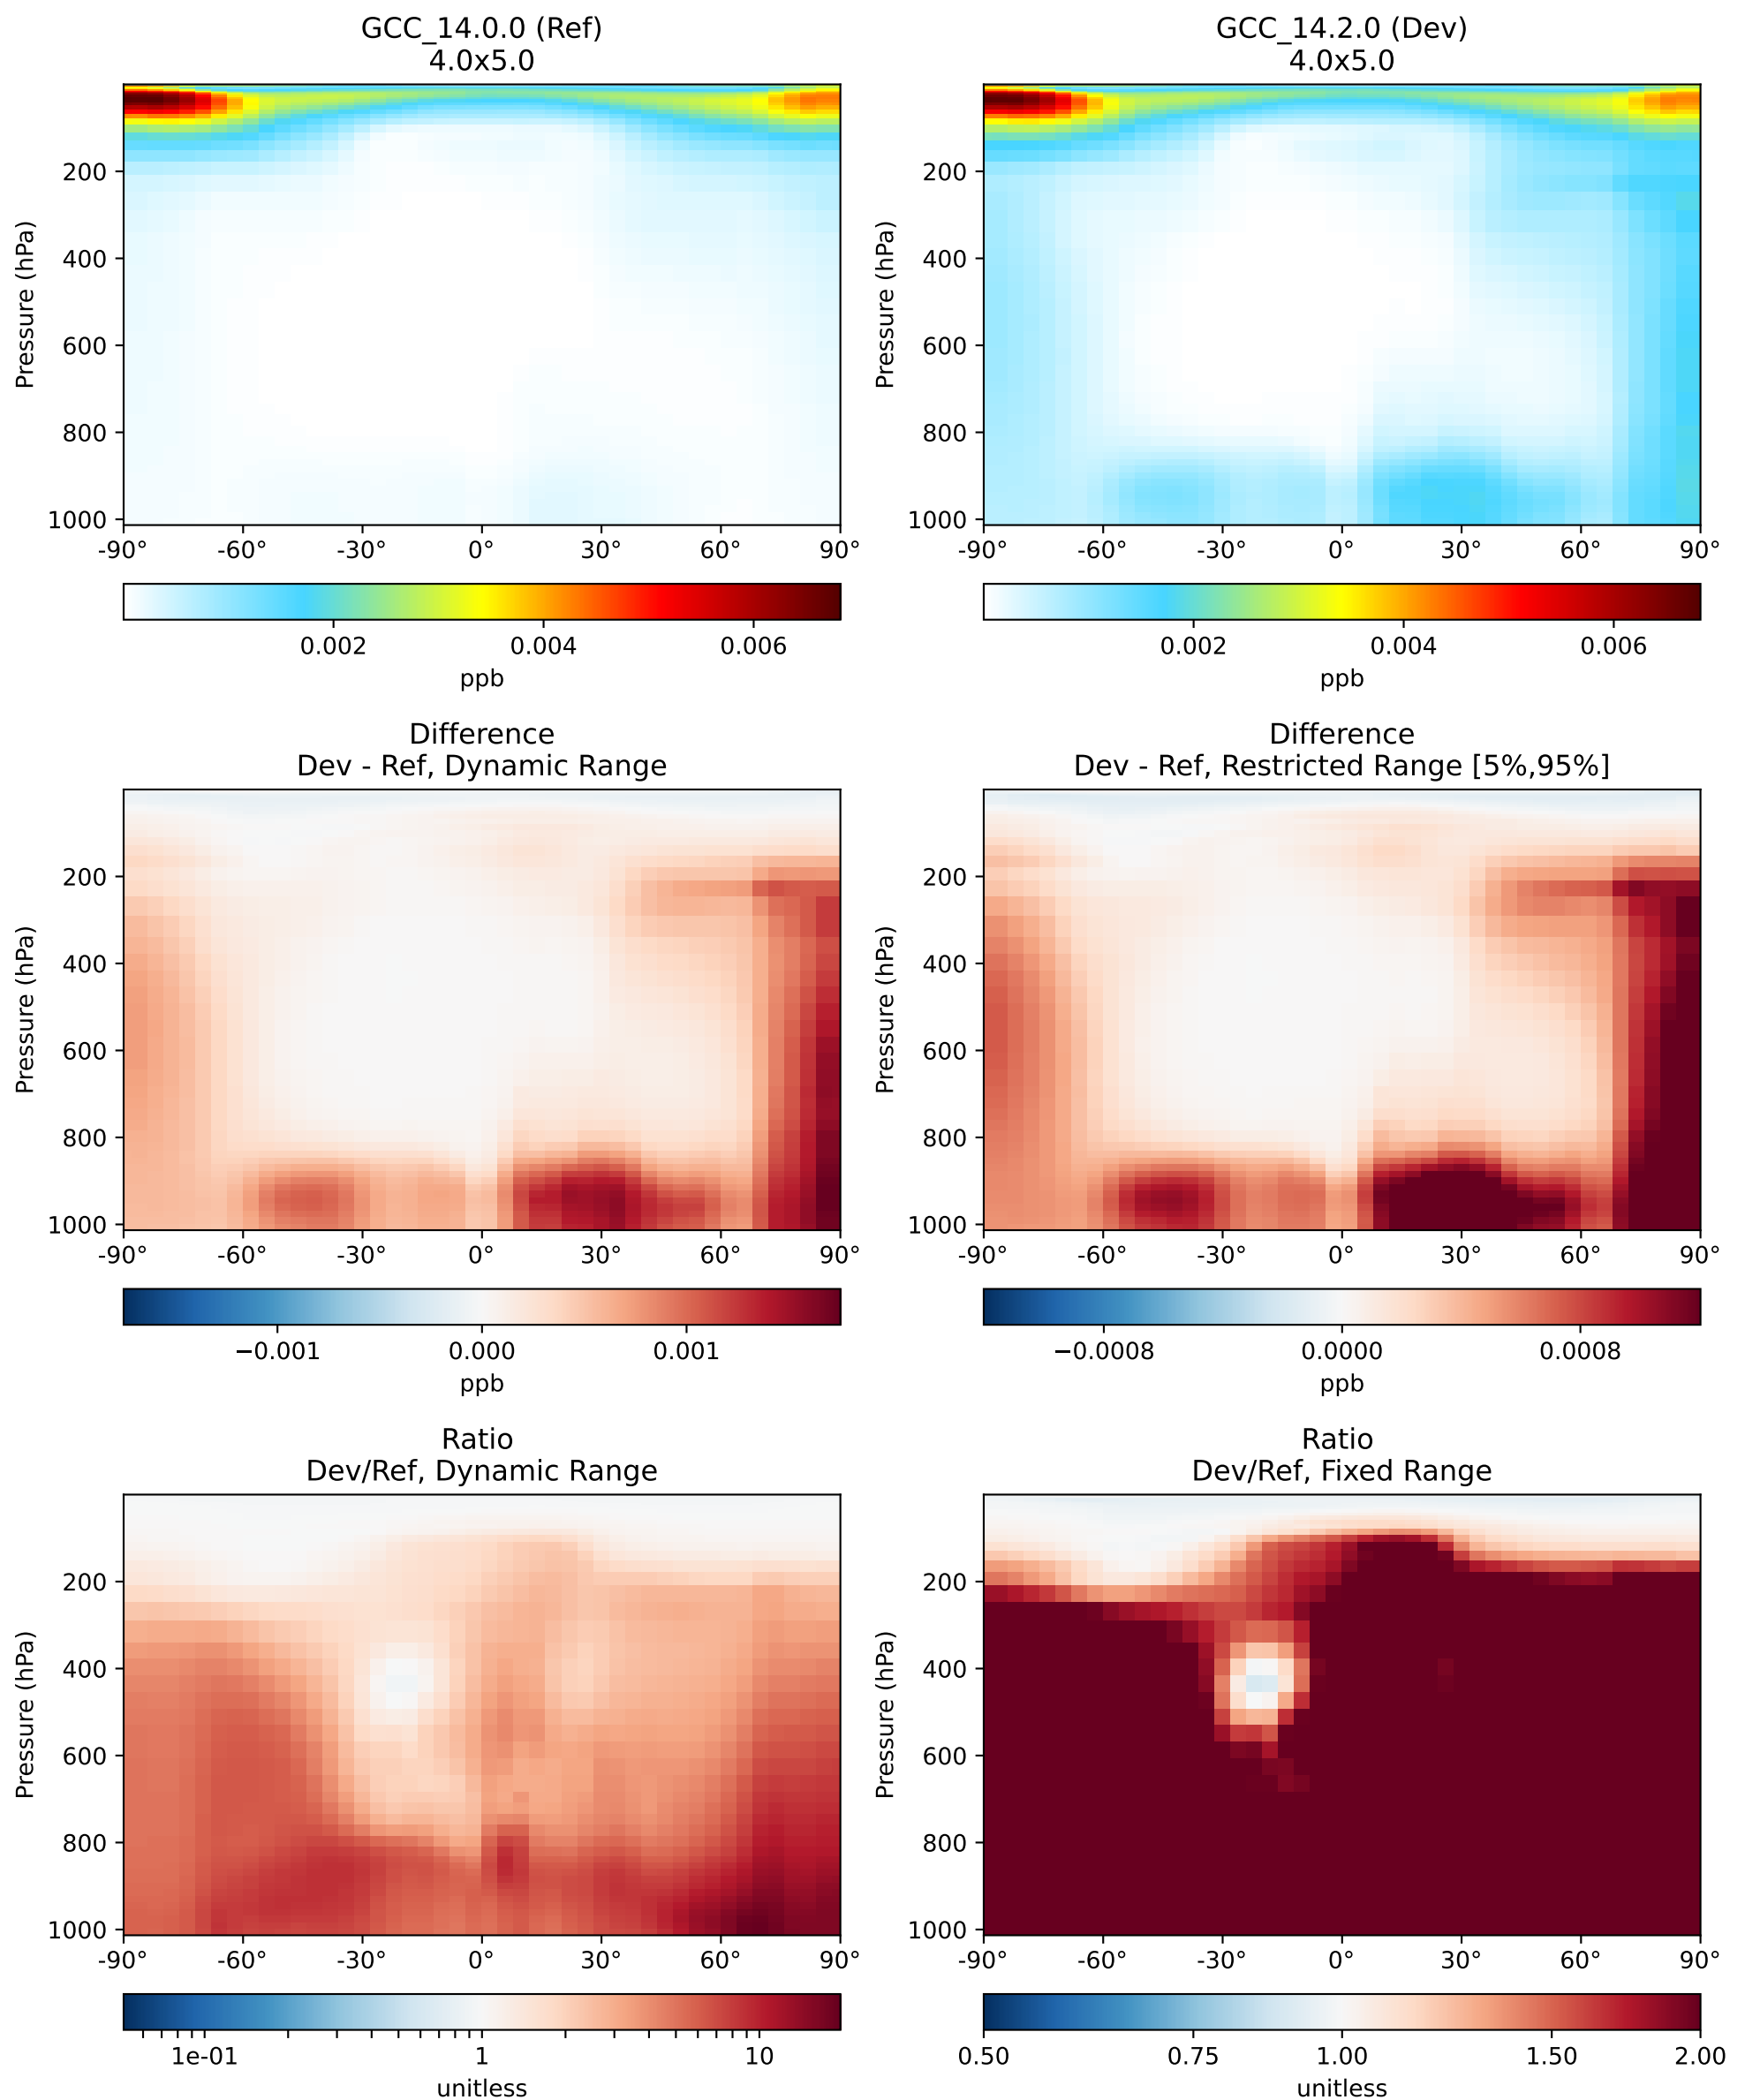 GCC_14.0.0 (Ref)
4.0x5.0
Pressure (hPa)
200
400
600
800
1000
-90° -60° -30° 0° 30° 60° 90°
0.002 0.004 0.006
ppb
GCC_14.2.0 (Dev)
4.0x5.0
Pressure (hPa)
200
400
600
800
1000
-90° -60° -30° 0° 30° 60° 90°
0.002 0.004 0.006
ppb
Difference
Dev - Ref, Dynamic Range
Pressure (hPa)
200
400
600
800
1000
-90° -60° -30° 0° 30° 60° 90°
−0.001 0.000 0.001
ppb
Difference
Dev - Ref, Restricted Range [5%,95%]
Pressure (hPa)
200
400
600
800
1000
-90° -60° -30° 0° 30° 60° 90°
−0.0008 0.0000 0.0008
ppb
Ratio
Dev/Ref, Dynamic Range
Pressure (hPa)
200
400
600
800
1000
-90° -60° -30° 0° 30° 60° 90°
1e-01 1 10
unitless
Ratio
Dev/Ref, Fixed Range
Pressure (hPa)
200
400
600
800
1000
-90° -60° -30° 0° 30° 60° 90°
0.50 0.75 1.00 1.50 2.00
unitless